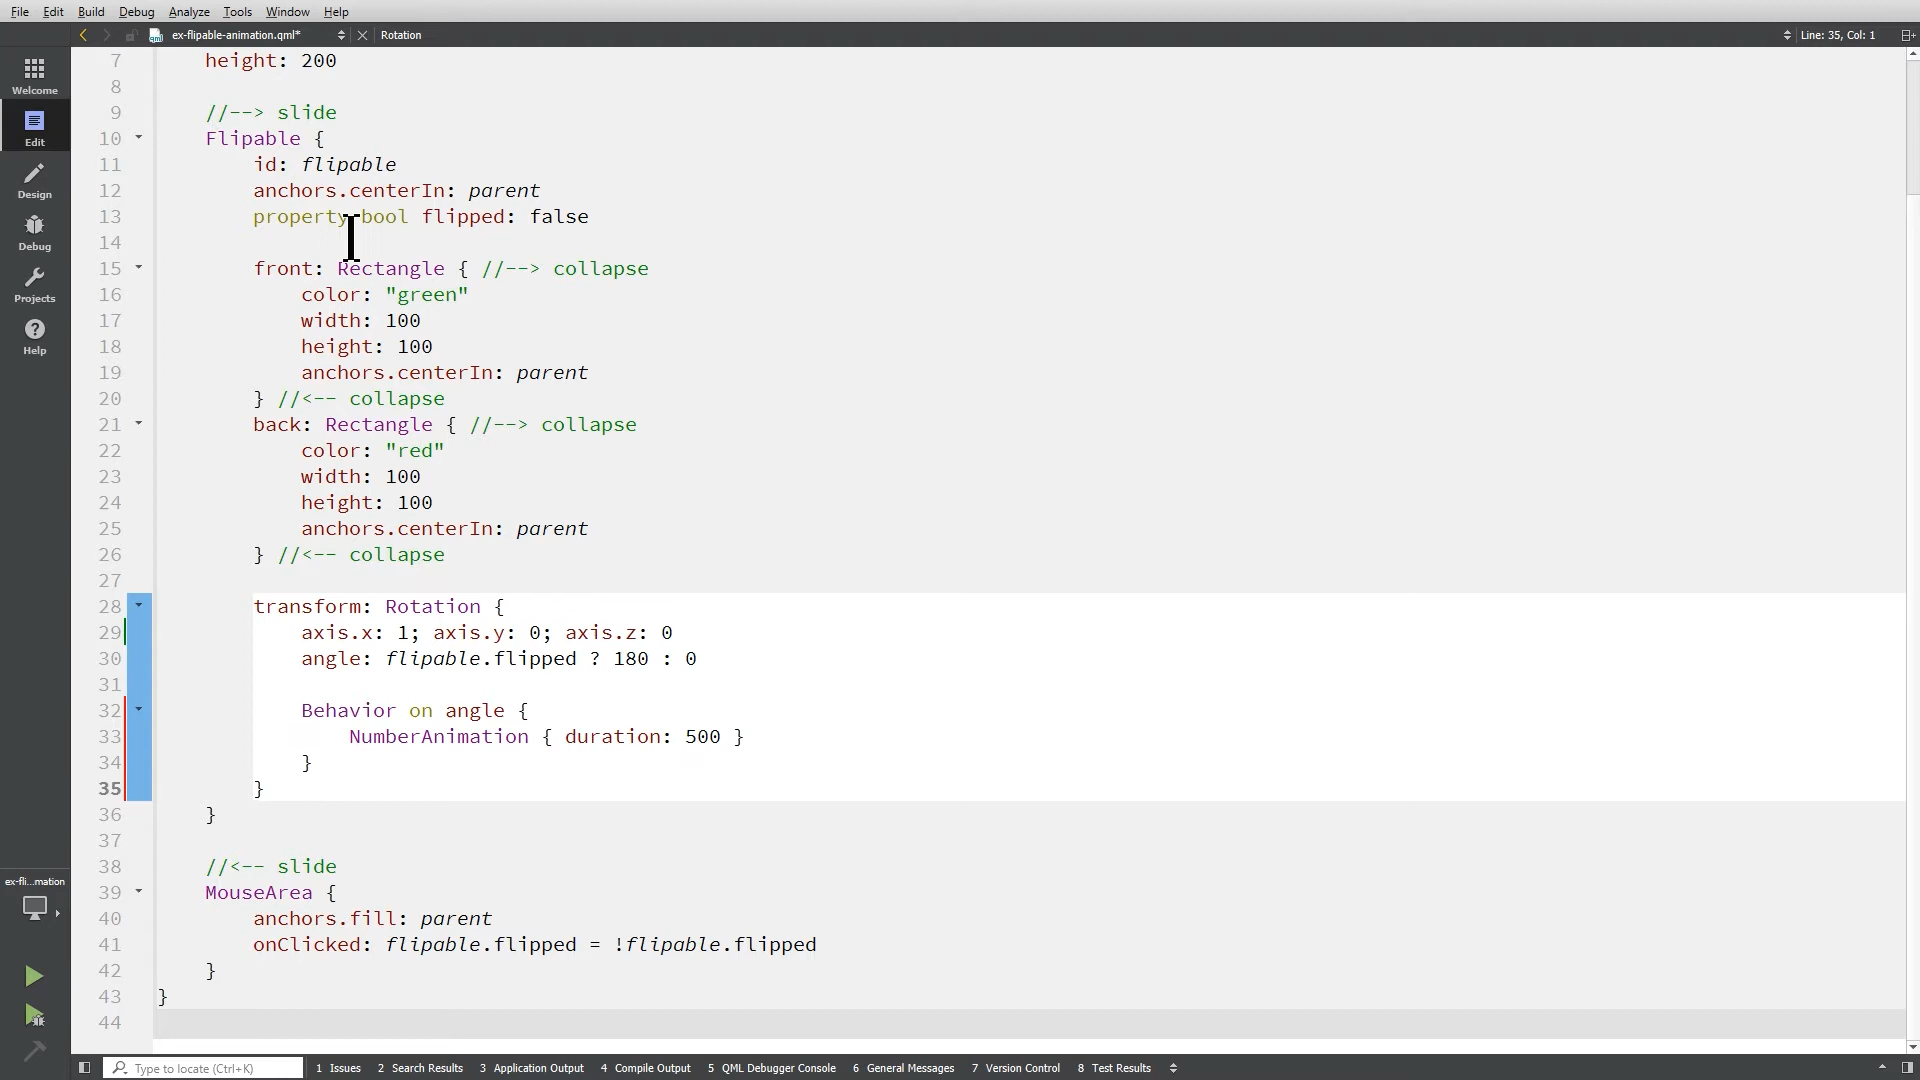 File Edit Build Debug Analyze Tools Window Help
ex-flipable-animation.qml* Rotation Line: 35, Col: 1
Welcome
Edit
Design
Debug
Projects
Help
ex-fli...mation
7 height: 200
8
9 //--> slide
10 Flipable {
11 id: flipable
12 anchors.centerIn: parent
13 property bool flipped: false
14
15 front: Rectangle { //--> collapse
16 color: "green"
17 width: 100
18 height: 100
19 anchors.centerIn: parent
20 } //<-- collapse
21 back: Rectangle { //--> collapse
22 color: "red"
23 width: 100
24 height: 100
25 anchors.centerIn: parent
26 } //<-- collapse
27
28 transform: Rotation {
29 axis.x: 1; axis.y: 0; axis.z: 0
30 angle: flipable.flipped ? 180 : 0
31
32 Behavior on angle {
33 NumberAnimation { duration: 500 }
34 }
35 }
36 }
37
38 //<-- slide
39 MouseArea {
40 anchors.fill: parent
41 onClicked: flipable.flipped = !flipable.flipped
42 }
43 }
44
Type to locate (Ctrl+K) 1 Issues 2 Search Results 3 Application Output 4 Compile Output 5 QML Debugger Console 6 General Messages 7 Version Control 8 Test Results